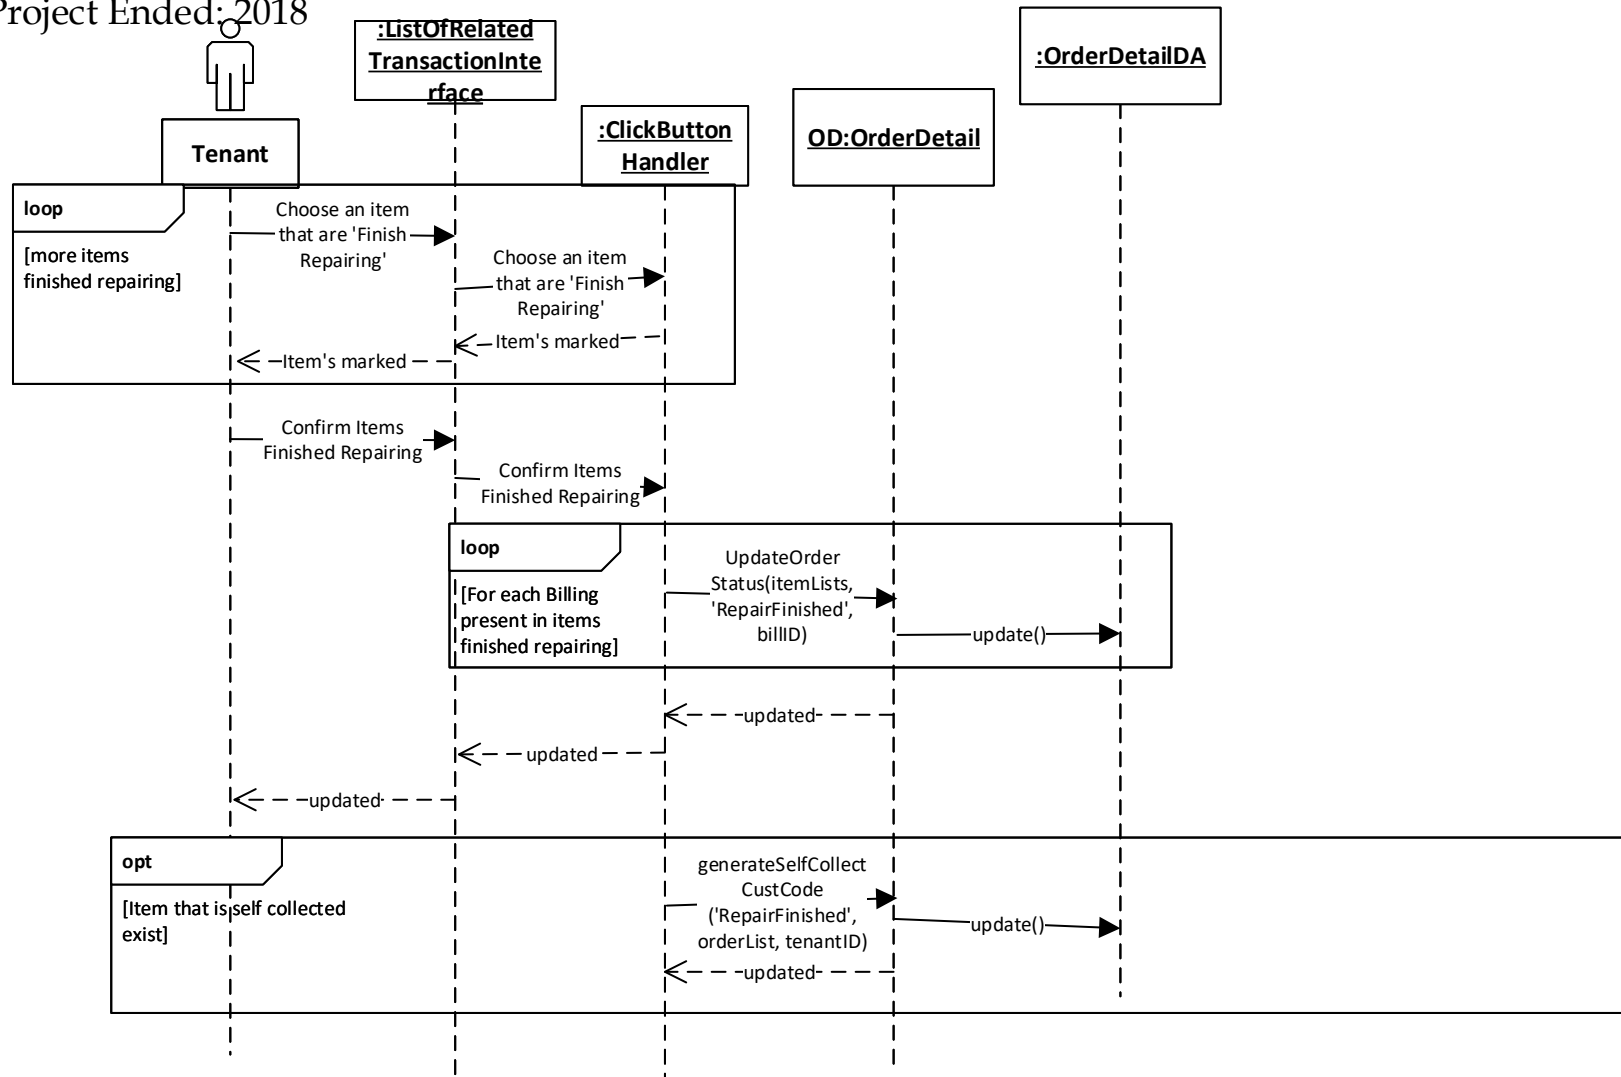 Project Ended: 2018
:ListOfRelated
TransactionInte
rface
:OrderDetailDA
:ClickButton
Handler
OD:OrderDetail
Tenant
loop
[more items
finished repairing]
Choose an item
that are 'Finish
Repairing'
Choose an item
that are 'Finish
Repairing'
Item's marked
Item's marked
Confirm Items
Finished Repairing
Confirm Items
Finished Repairing
loop
[For each Billing
present in items
finished repairing]
UpdateOrder
Status(itemLists,
'RepairFinished',
billID)
update()
updated
updated
updated
opt
[Item that is self collected
exist]
generateSelfCollect
CustCode
('RepairFinished',
orderList, tenantID)
update()
updated